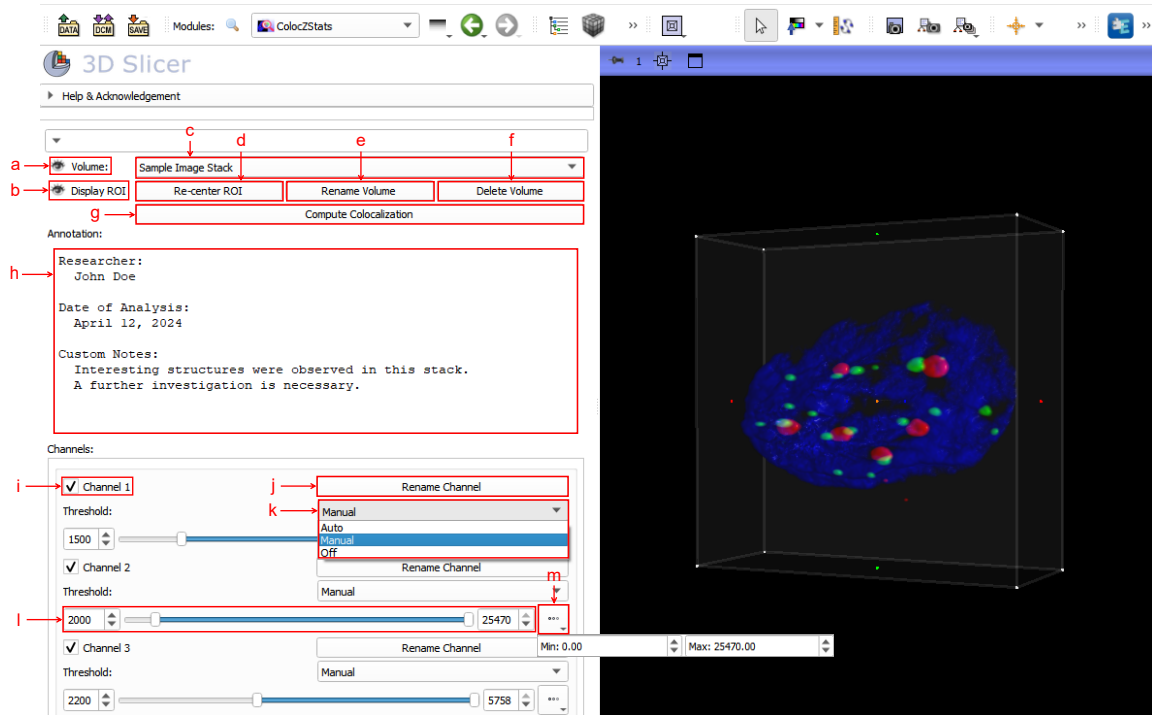 DATA
DCM
SAVE
Modules:
ColocZStats
»
»
»
3D Slicer
1
Help & Acknowledgement
c
d
e
f
a
Volume:
Sample Image Stack
b
Display ROI
Re-center ROI
Rename Volume
Delete Volume
g
Compute Colocalization
Annotation:
h
Researcher:
John Doe
Date of Analysis:
April 12, 2024
Custom Notes:
Interesting structures were observed in this stack.
A further investigation is necessary.
Channels:
i
Channel 1
j
Rename Channel
Threshold:
k
Manual
Auto
Manual
Off
1500
Channel 2
Rename Channel
m
Threshold:
Manual
l
2000
25470
Channel 3
Rename Channel
Min: 0.00
Max: 25470.00
Threshold:
Manual
2200
5758